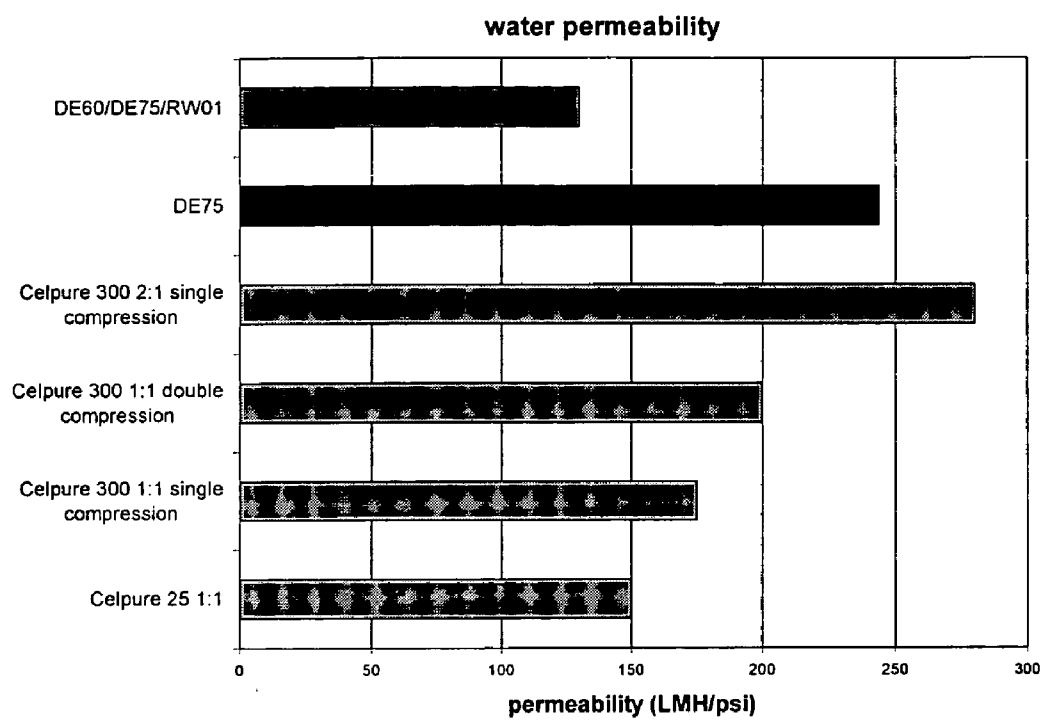 water permeability
DE60/DE75/RW01
DE75
Celpure 300 2:1 single
compression
Celpure 300 1:1 double
compression
Celpure 300 1:1 single
compression
Celpure 25 1:1
0 50 100 150 200 250 300
permeability (LMH/psi)